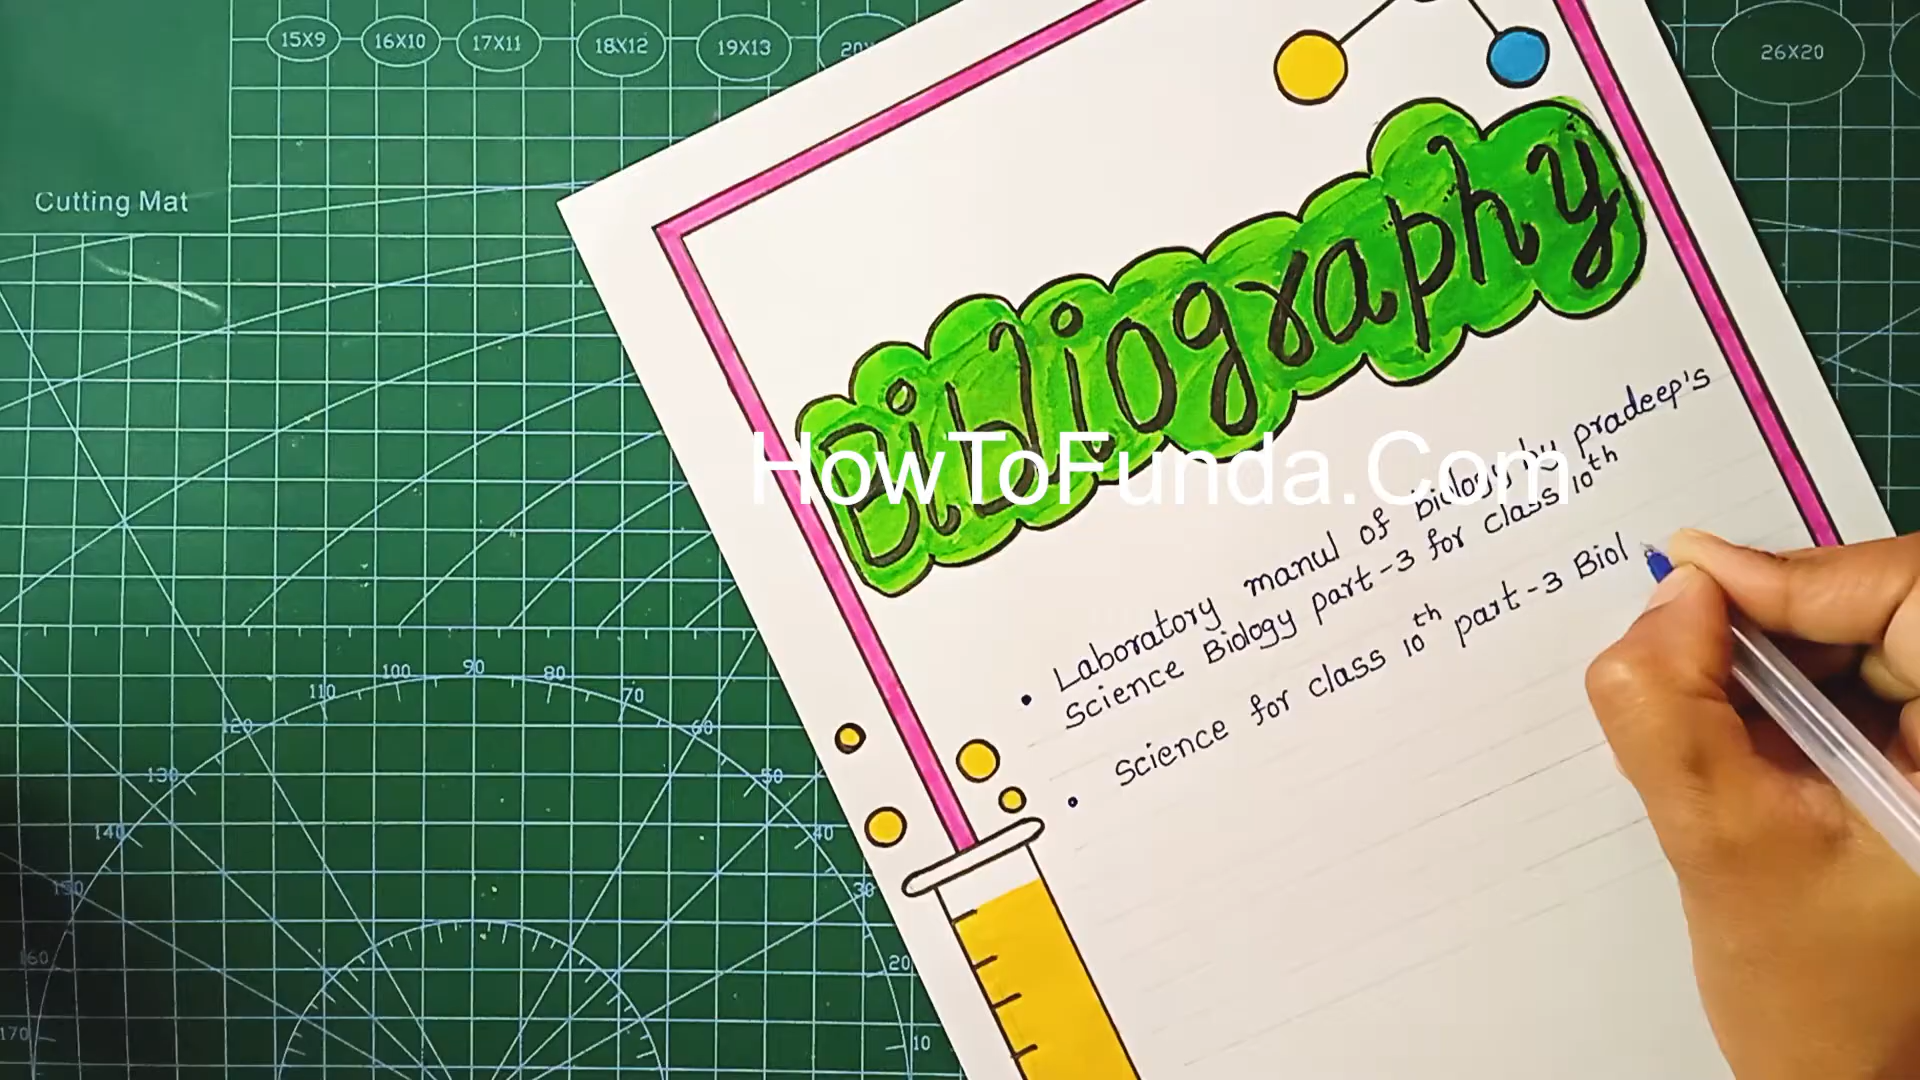 15X9 16X10 17X11 18X12 19X13 26X20
Cutting Mat
Bibliography
HowToFunda.Com
• Laboratory manul of biology by pradeep's
Science Biology part-3 for class 10th
• Science for class 10th part-3 Biol
110 100 90 80 70
120 60
130 50
140 40
150 30
160 20
170 10